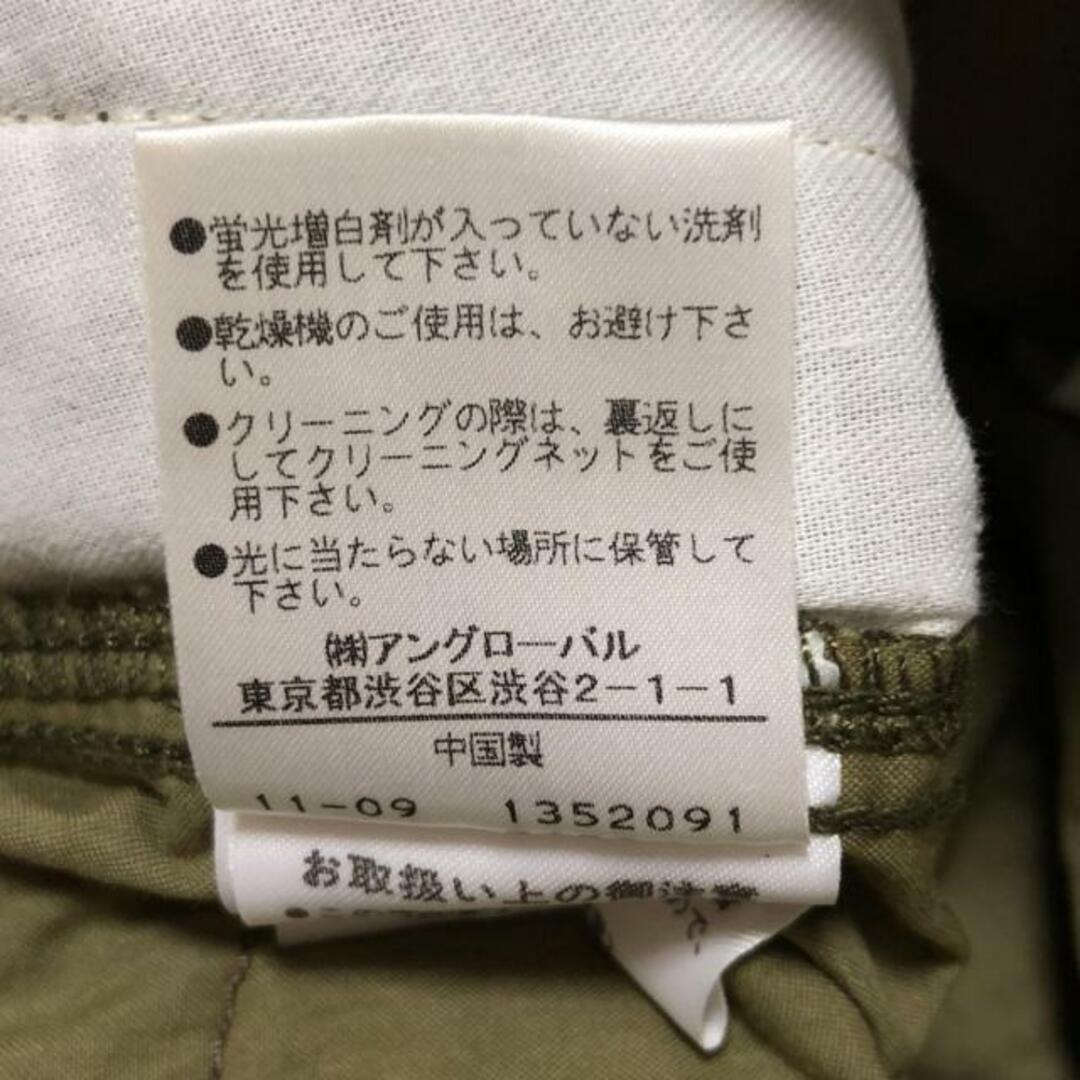 ●蛍光増白剤が入っていない洗剤
を使用して下さい。
●乾燥機のご使用は、お避け下さ
い。
●クリーニングの際は、裏返しに
してクリーニングネットをご使
用下さい。
●光に当たらない場所に保管して
下さい。
㈱アングローバル
東京都渋谷区渋谷2-1-1
中国製
11-09 1352091
お取扱い上の御注意